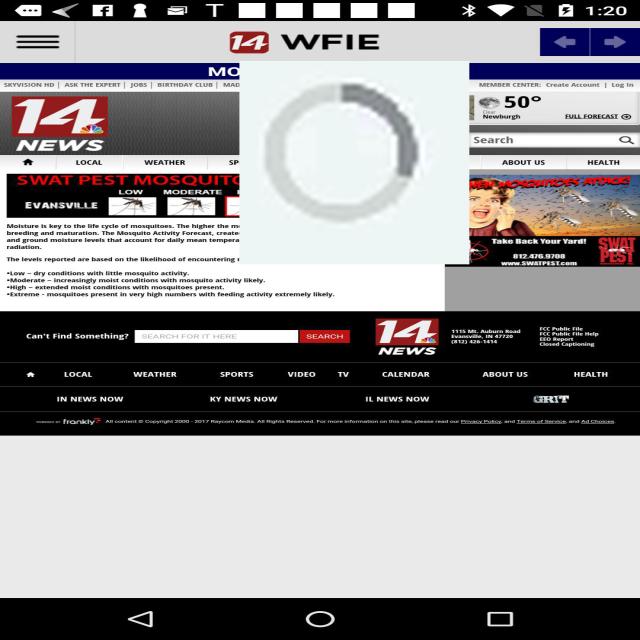 1:20
14 WFIE
MO
SKYVISION HD | ASK THE EXPERT | JOBS | BIRTHDAY CLUB | MAD
MEMBER CENTER: Create Account | Log In
14
NEWS
50°
Clear
Newburgh
FULL FORECAST
Search
LOCAL WEATHER SP
ABOUT US HEALTH
SWAT PEST MOSQUITO
LOW MODERATE
EVANSVILLE
MOSQUITOES ATTACK!
Take Back Your Yard!
812.476.9708
www.SWATPEST.com
SWAT
PEST
Moisture is key to the life cycle of mosquitoes. The higher the mo
breeding and maturation. The Mosquito Activity Forecast, create
and ground moisture levels that account for daily mean tempera
radiation.
The levels reported are based on the likelihood of encountering
•Low – dry conditions with little mosquito activity.
•Moderate – increasingly moist conditions with mosquito activity likely.
•High – extended moist conditions with mosquitoes present.
•Extreme - mosquitoes present in very high numbers with feeding activity extremely likely.
Can't Find Something?
SEARCH FOR IT HERE
SEARCH
14
NEWS
1115 Mt. Auburn Road
Evansville, IN 47720
(812) 426-1414
FCC Public File
FCC Public File Help
EEO Report
Closed Captioning
LOCAL WEATHER SPORTS VIDEO TV CALENDAR ABOUT US HEALTH
IN NEWS NOW KY NEWS NOW IL NEWS NOW GRIT
POWERED BY frankly All content © Copyright 2000 - 2017 Raycom Media. All Rights Reserved. For more information on this site, please read our Privacy Policy, and Terms of Service, and Ad Choices.